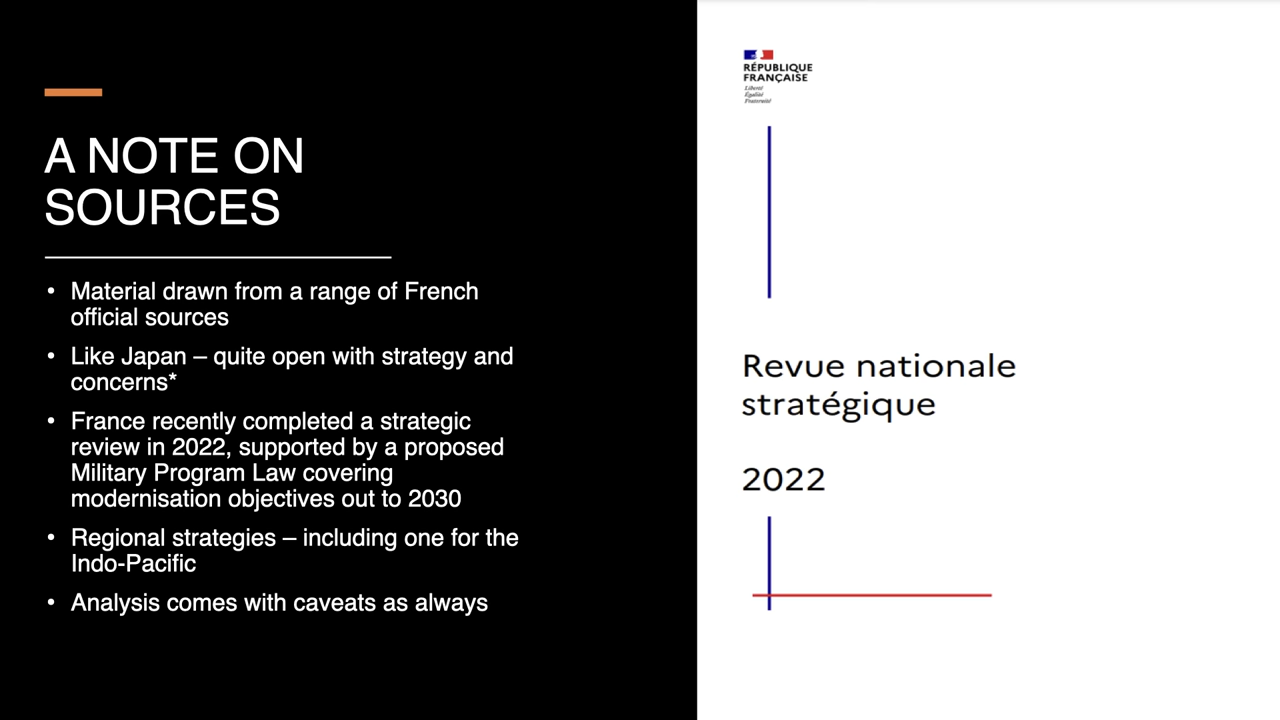 A NOTE ON
SOURCES
• Material drawn from a range of French
official sources
• Like Japan – quite open with strategy and
concerns*
• France recently completed a strategic
review in 2022, supported by a proposed
Military Program Law covering
modernisation objectives out to 2030
• Regional strategies – including one for the
Indo-Pacific
• Analysis comes with caveats as always
RÉPUBLIQUE
FRANÇAISE
Liberté
Égalité
Fraternité
Revue nationale
stratégique
2022